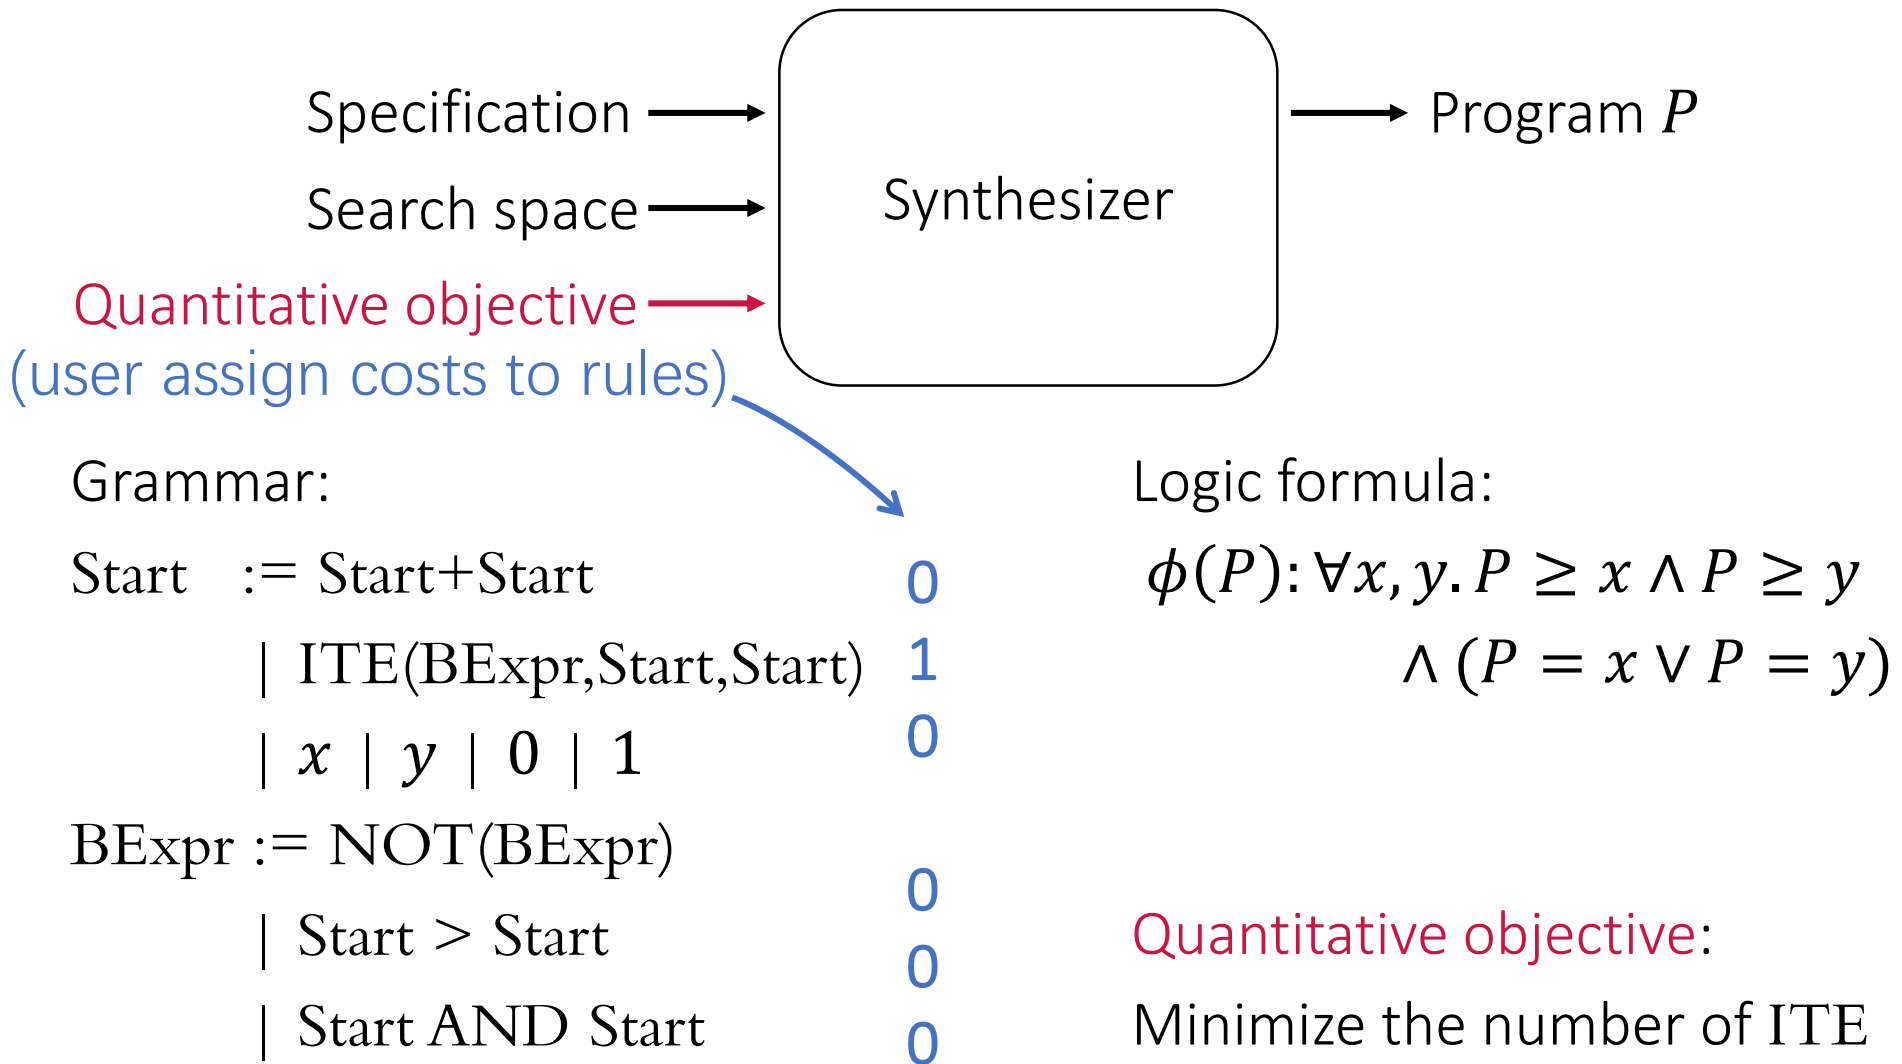 Specification
Search space
Quantitative objective
(user assign costs to rules)
Synthesizer
Program P
Grammar:
Start := Start+Start 0
| ITE(BExpr,Start,Start) 1
| x | y | 0 | 1 0
BExpr := NOT(BExpr) 0
| Start > Start 0
| Start AND Start 0
Logic formula:
ϕ(P): ∀x, y. P ≥ x ∧ P ≥ y
∧ (P = x ∨ P = y)
Quantitative objective:
Minimize the number of ITE